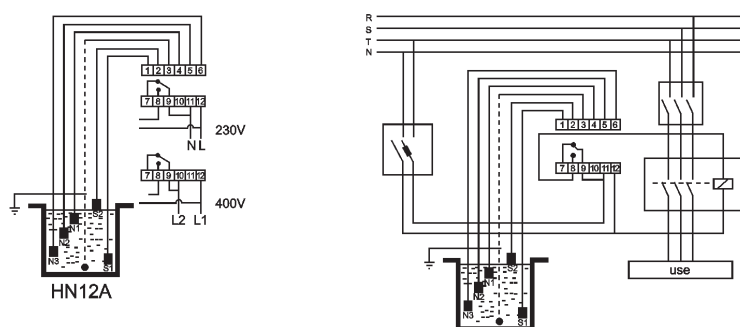 1 2 3 4 5 6
7 8 9 10 11 12
230V
N L
7 8 9 10 11 12
400V
L2 L1
S2
N1
N2
N3
S1
HN12A
R
S
T
N
1 2 3 4 5 6
7 8 9 10 11 12
S2
N1
N2
N3
S1
use